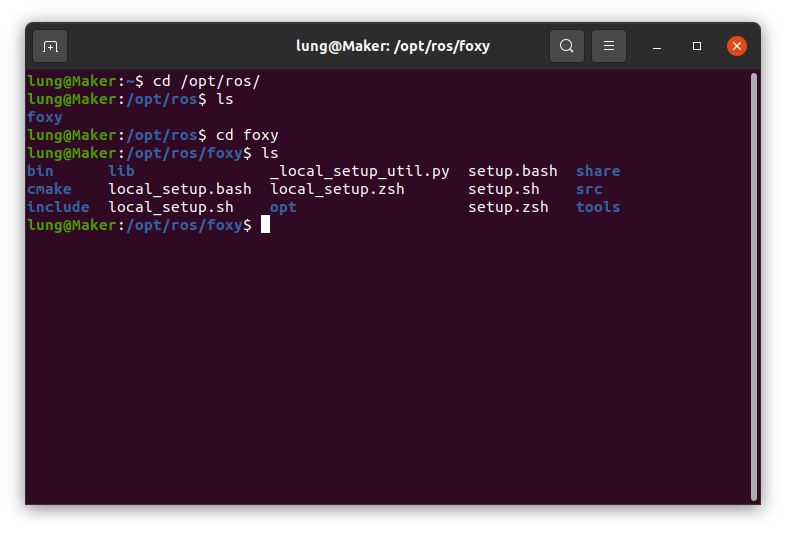 lung@Maker: /opt/ros/foxy
lung@Maker:~$ cd /opt/ros/
lung@Maker:/opt/ros$ ls
foxy
lung@Maker:/opt/ros$ cd foxy
lung@Maker:/opt/ros/foxy$ ls
bin      lib               _local_setup_util.py  setup.bash  share
cmake    local_setup.bash  local_setup.zsh       setup.sh    src
include  local_setup.sh    opt                   setup.zsh   tools
lung@Maker:/opt/ros/foxy$